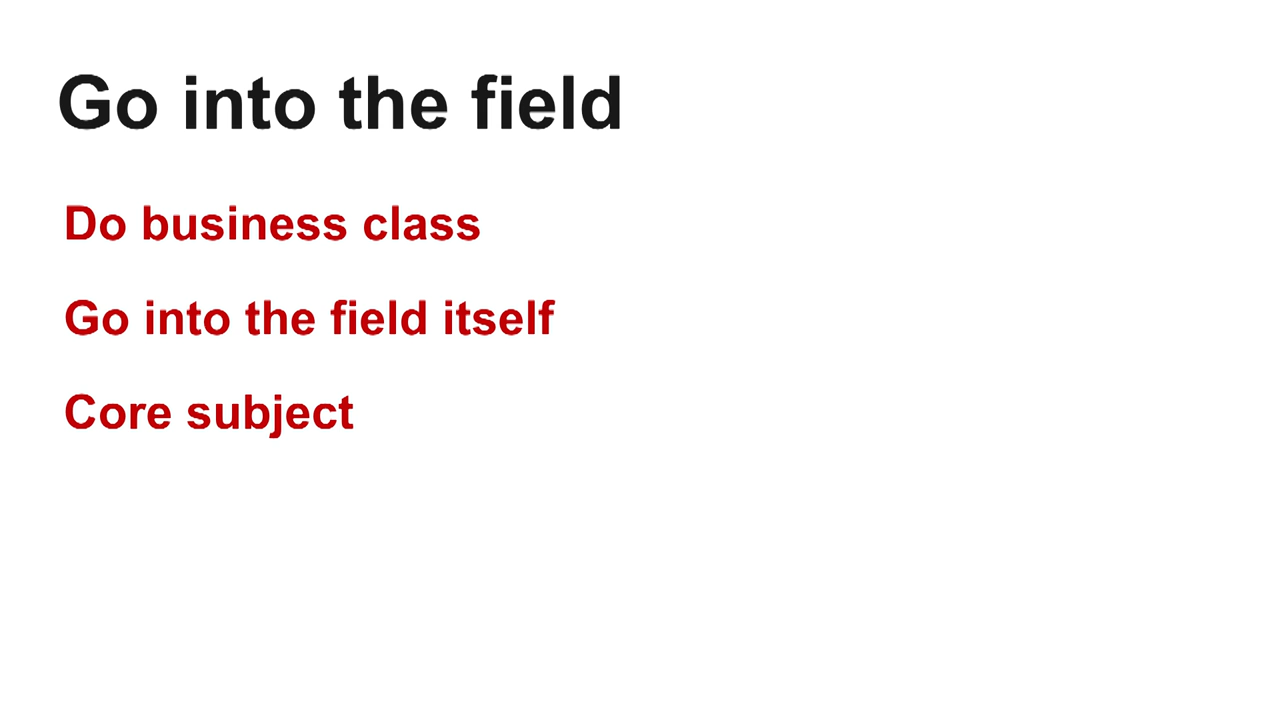 Go into the field
Do business class
Go into the field itself
Core subject